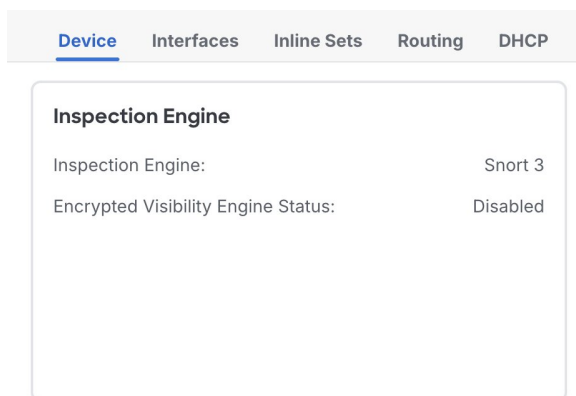 Device Interfaces Inline Sets Routing DHCP
Inspection Engine
Inspection Engine: Snort 3
Encrypted Visibility Engine Status: Disabled